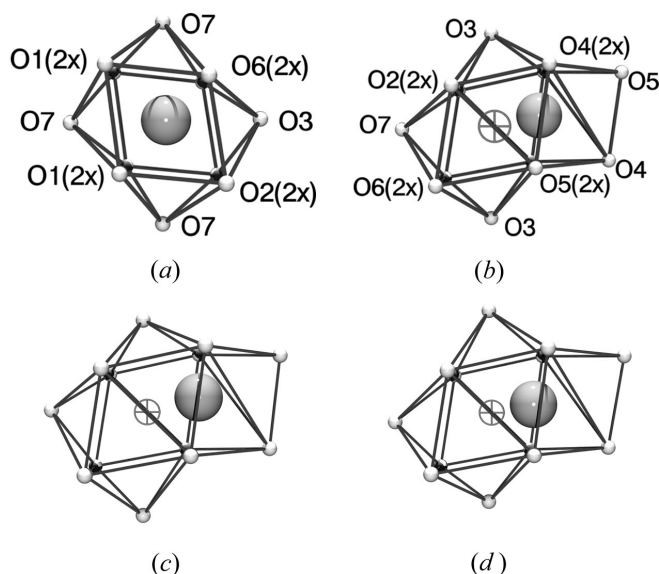 O7
O1(2x)
O6(2x)
O7
O3
O1(2x)
O2(2x)
O7
(a)
O3
O4(2x)
O2(2x)
O5
O7
O6(2x)
O4
O5(2x)
O3
(b)
(c)
(d)